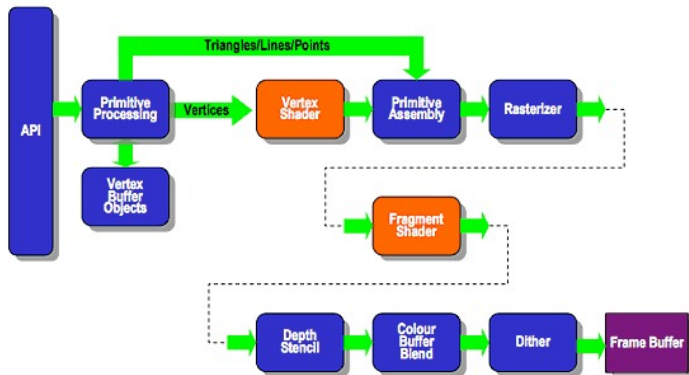 Triangles/Lines/Points
API
Primitive
Processing
Vertices
Vertex
Shader
Primitive
Assembly
Rasterizer
Vertex
Buffer
Objects
Fragment
Shader
Depth
Stencil
Colour
Buffer
Blend
Dither
Frame Buffer